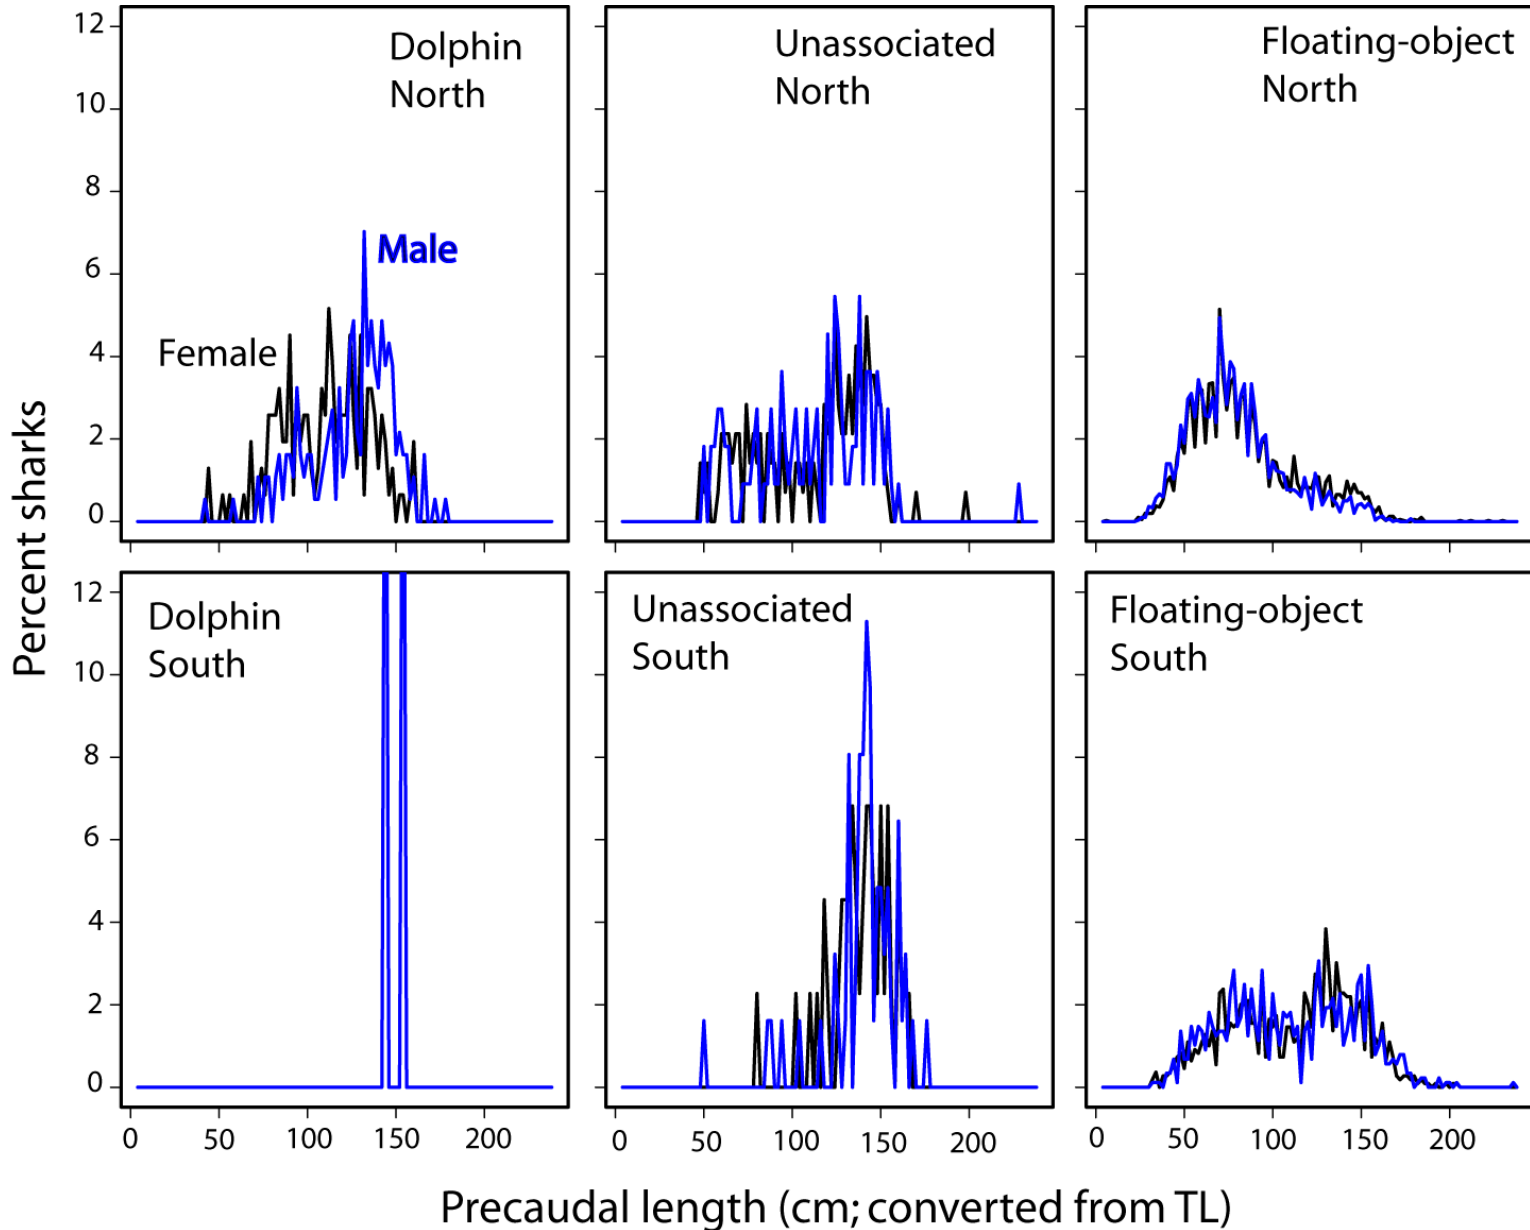 Dolphin
North
Male
Female
12
10
8
6
4
2
0
Unassociated
North
Floating-object
North
Percent sharks
Dolphin
South
12
10
8
6
4
2
0
0 50 100 150 200
Unassociated
South
0 50 100 150 200
Floating-object
South
0 50 100 150 200
Precaudal length (cm; converted from TL)